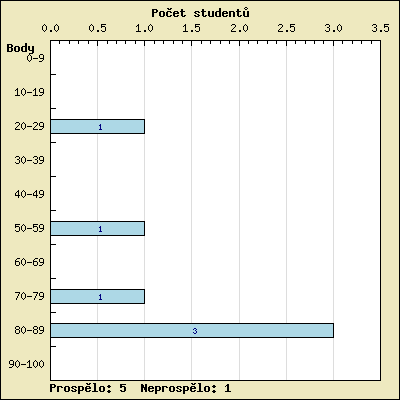 Počet studentů
0.0 0.5 1.0 1.5 2.0 2.5 3.0 3.5
Body
0-9
10-19
20-29 1
30-39
40-49
50-59 1
60-69
70-79 1
80-89 3
90-100
Prospělo: 5 Neprospělo: 1